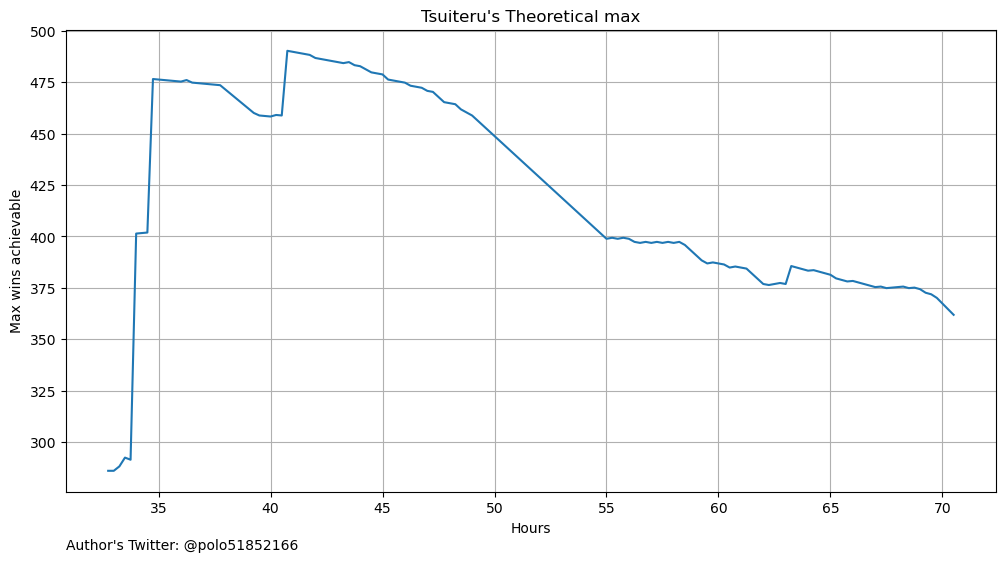 Tsuiteru's Theoretical max
500
475
450
425
400
375
350
325
300
Max wins achievable
35 40 45 50 55 60 65 70
Hours
Author's Twitter: @polo51852166